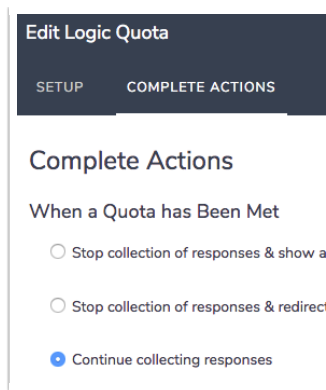 Edit Logic Quota
SETUP COMPLETE ACTIONS
Complete Actions
When a Quota has Been Met
Stop collection of responses & show a
Stop collection of responses & redirect
Continue collecting responses